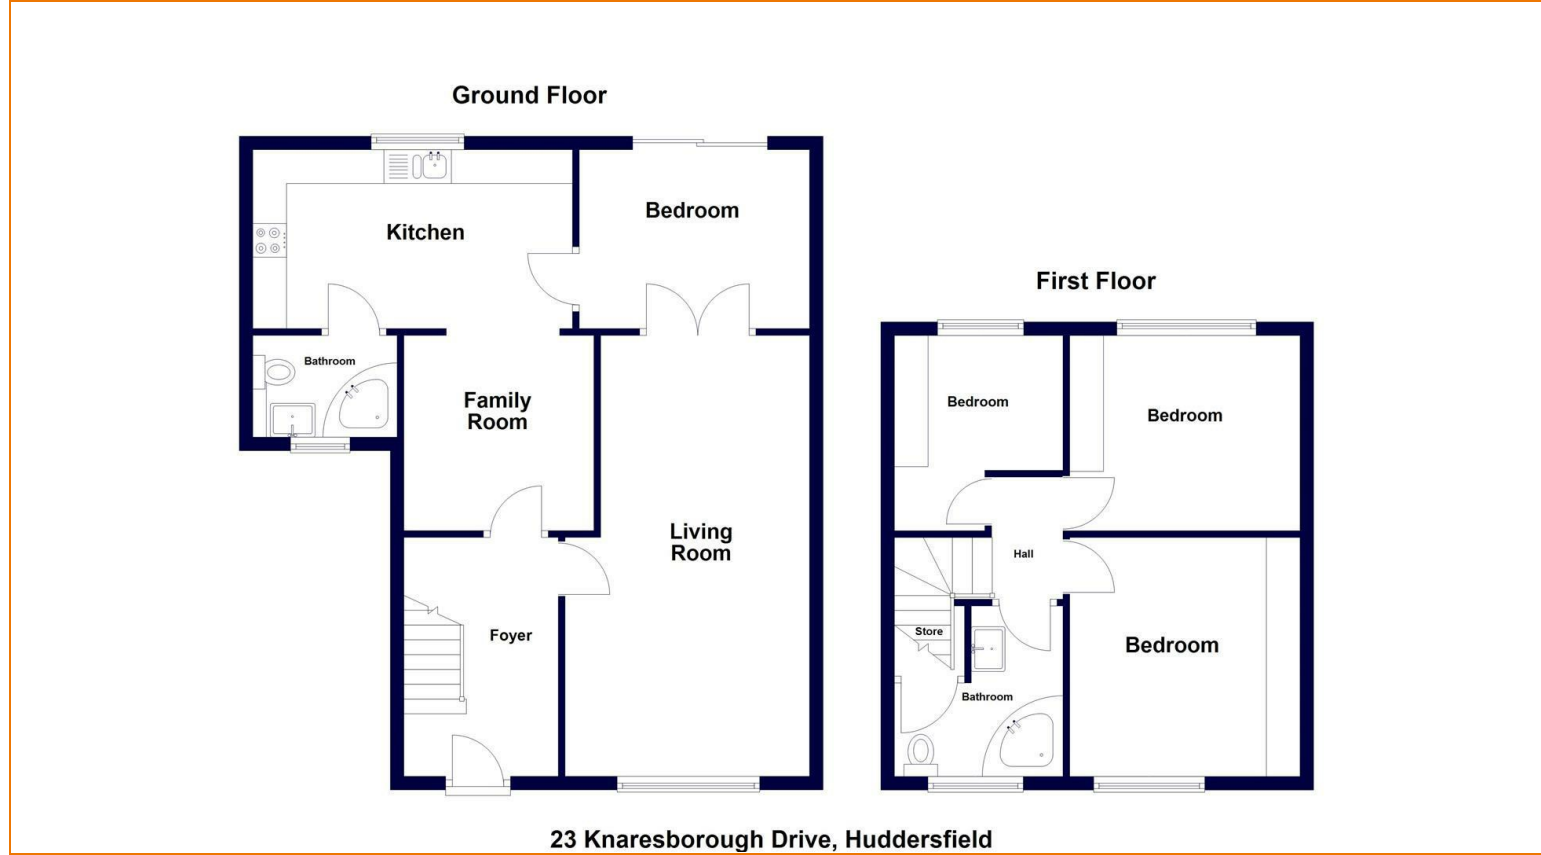 Ground Floor
Kitchen
Bedroom
Bathroom
Family
Room
Living
Room
Foyer
First Floor
Bedroom
Bedroom
Hall
Store
Bedroom
Bathroom
23 Knaresborough Drive, Huddersfield